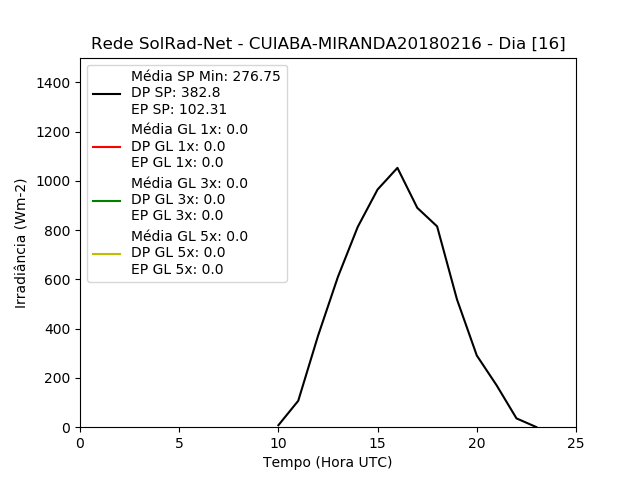 Rede SolRad-Net - CUIABA-MIRANDA20180216 - Dia [16]
Média SP Min: 276.75
DP SP: 382.8
EP SP: 102.31
Média GL 1x: 0.0
DP GL 1x: 0.0
EP GL 1x: 0.0
Média GL 3x: 0.0
DP GL 3x: 0.0
EP GL 3x: 0.0
Média GL 5x: 0.0
DP GL 5x: 0.0
EP GL 5x: 0.0
1400
1200
1000
800
600
400
200
0
Irradiância (Wm-2)
0 5 10 15 20 25
Tempo (Hora UTC)